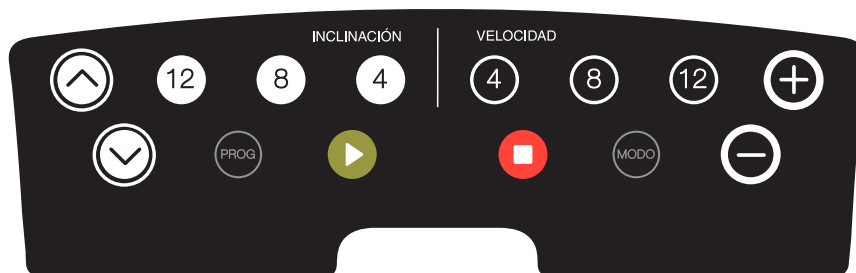 INCLINACIÓN VELOCIDAD
12 8 4 4 8 12
PROG MODO